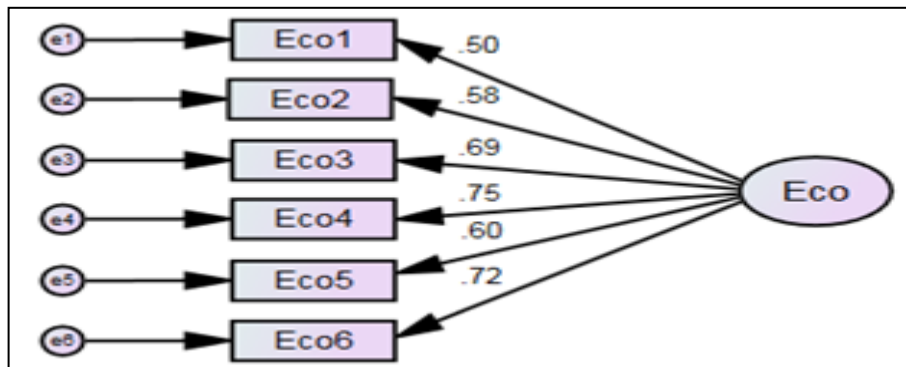 e1 Eco1 .50
e2 Eco2 .58
e3 Eco3 .69
e4 Eco4 .75 Eco
e5 Eco5 .60
e6 Eco6 .72